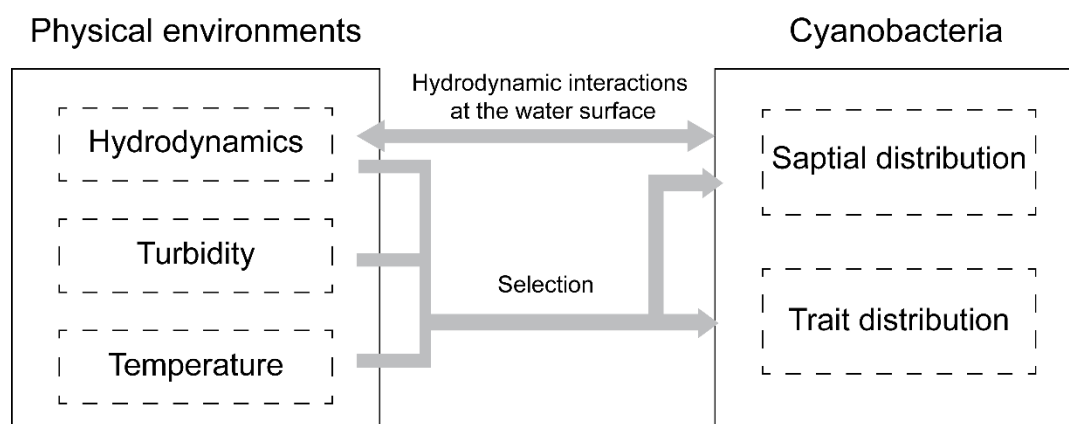 Physical environments
Cyanobacteria
Hydrodynamic interactions
at the water surface
Hydrodynamics
Saptial distribution
Turbidity
Selection
Trait distribution
Temperature